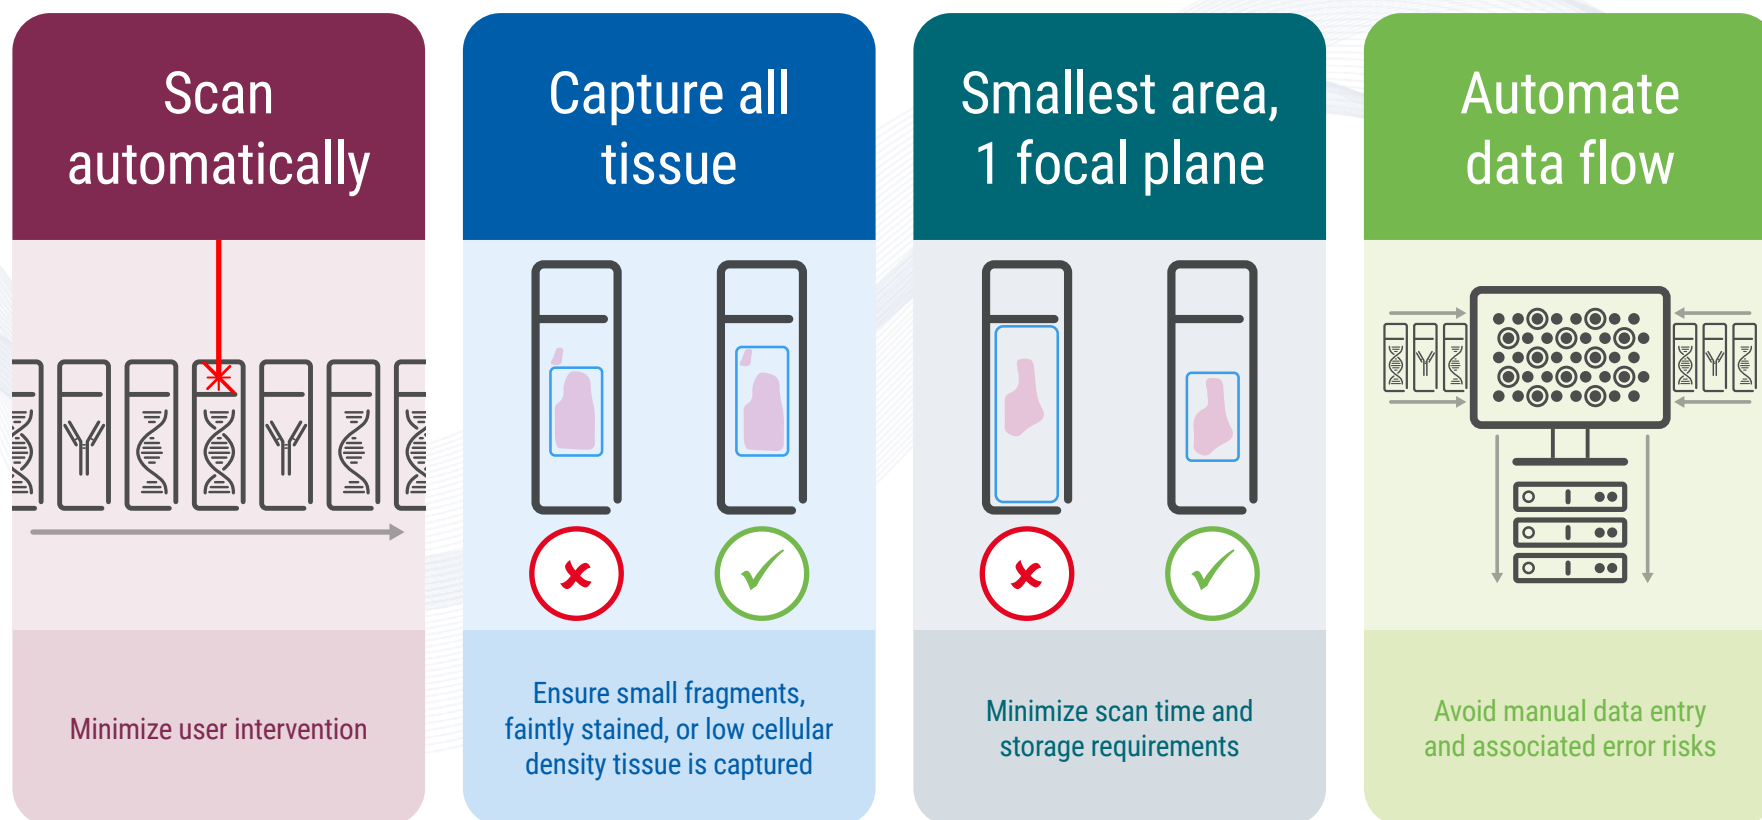 Scan
automatically
Minimize user intervention
Capture all
tissue
Ensure small fragments,
faintly stained, or low cellular
density tissue is captured
Smallest area,
1 focal plane
Minimize scan time and
storage requirements
Automate
data flow
Avoid manual data entry
and associated error risks